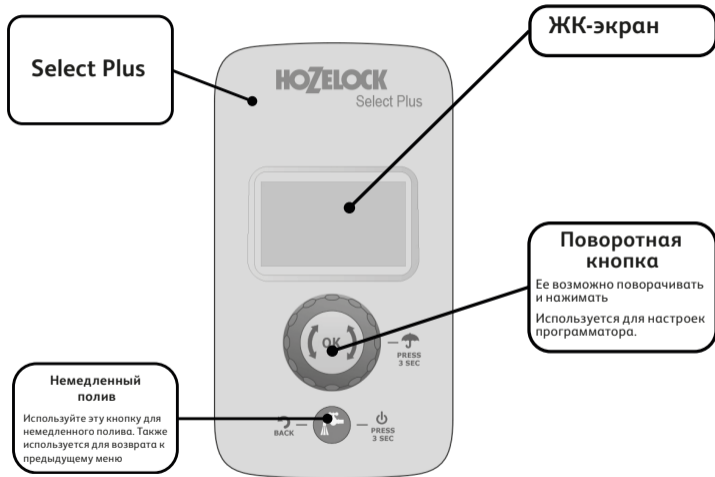 Select Plus
ЖК-экран
HOZELOCK
Select Plus
Поворотная
кнопка
Ее возможно поворачивать
и нажимать
Используется для настроек
программатора.
OK
PRESS
3 SEC
Немедленный
полив
Используйте эту кнопку для
немедленного полива. Также
используется для возврата к
предыдущему меню
BACK
PRESS
3 SEC